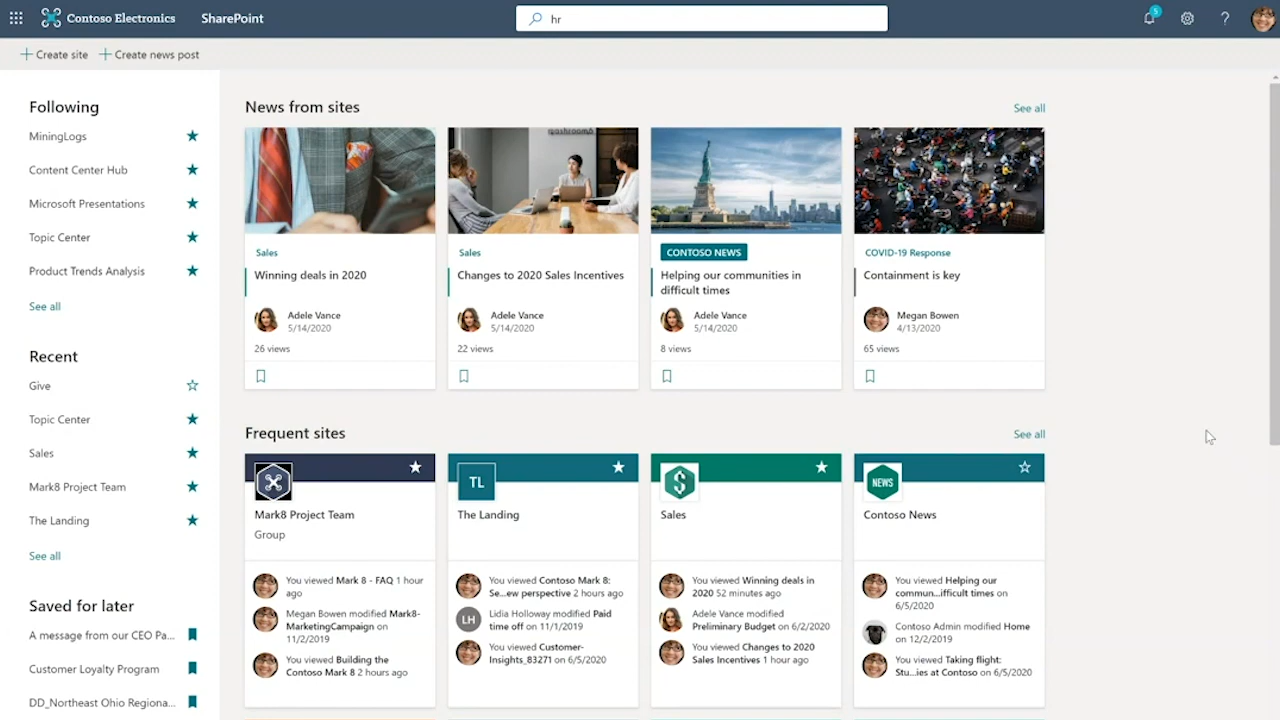 Contoso Electronics
SharePoint
hr
5
?
Create site
Create news post
Following
MiningLogs
Content Center Hub
Microsoft Presentations
Topic Center
Product Trends Analysis
See all
Recent
Give
Topic Center
Sales
Mark8 Project Team
The Landing
See all
Saved for later
A message from our CEO Pa...
Customer Loyalty Program
DD_Northeast Ohio Regiona...
News from sites
See all
Sales
Winning deals in 2020
Adele Vance
5/14/2020
26 views
Sales
Changes to 2020 Sales Incentives
Adele Vance
5/14/2020
22 views
CONTOSO NEWS
Helping our communities in
difficult times
Adele Vance
5/14/2020
8 views
COVID-19 Response
Containment is key
Megan Bowen
4/13/2020
65 views
Frequent sites
See all
Mark8 Project Team
Group
You viewed Mark 8 - FAQ 1 hour
ago
Megan Bowen modified Mark8-
MarketingCampaign on
11/2/2019
You viewed Building the
Contoso Mark 8 2 hours ago
TL
The Landing
You viewed Contoso Mark 8:
Se...ew perspective 2 hours ago
LH
Lidia Holloway modified Paid
time off on 11/1/2019
You viewed Customer-
Insights_83271 on 6/5/2020
$
Sales
You viewed Winning deals in
2020 52 minutes ago
Adele Vance modified
Preliminary Budget on 6/2/2020
You viewed Changes to 2020
Sales Incentives 1 hour ago
NEWS
Contoso News
You viewed Helping our
commun...ifficult times on
6/5/2020
Contoso Admin modified Home
on 12/2/2019
You viewed Taking flight:
Stu...ies at Contoso on 6/5/2020